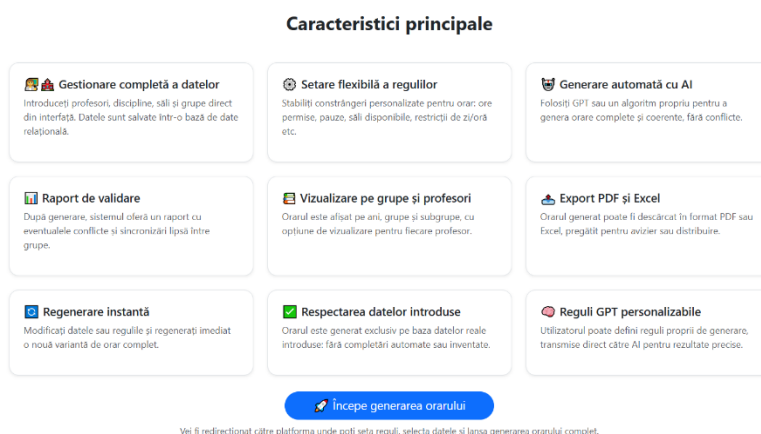 Caracteristici principale
Gestionare completă a datelor
Introduceți profesori, discipline, săli și grupe direct
din interfață. Datele sunt salvate într-o bază de date
relațională.
Setare flexibilă a regulilor
Stabiliți constrângeri personalizate pentru orar: ore
permise, pauze, săli disponibile, restricții de zi/oră
etc.
Generare automată cu AI
Folosiți GPT sau un algoritm propriu pentru a
genera orare complete și coerente, fără conflicte.
Raport de validare
După generare, sistemul oferă un raport cu
eventualele conflicte și sincronizări lipsă între
grupe.
Vizualizare pe grupe și profesori
Orarul este afișat pe ani, grupe și subgrupe, cu
opțiune de vizualizare pentru fiecare profesor.
Export PDF și Excel
Orarul generat poate fi descărcat în format PDF sau
Excel, pregătit pentru avizier sau distribuire.
Regenerare instantă
Modificați datele sau regulile și regenerați imediat
o nouă variantă de orar complet.
Respectarea datelor introduse
Orarul este generat exclusiv pe baza datelor reale
introduse: fără completări automate sau inventate.
Reguli GPT personalizabile
Utilizatorul poate defini reguli proprii de generare,
transmise direct către AI pentru rezultate precise.
Începe generarea orarului
Vei fi redirecționat către platforma unde poți seta reguli, selecta datele și lansa generarea orarului complet.